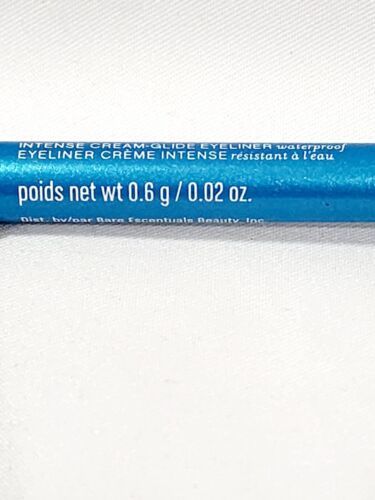 INTENSE CREAM-GLIDE EYELINER waterproof
EYELINER CRÈME INTENSE résistant à l'eau
poids net wt 0.6 g / 0.02 oz.
Dist. by/par Bare Escentuals Beauty, Inc.